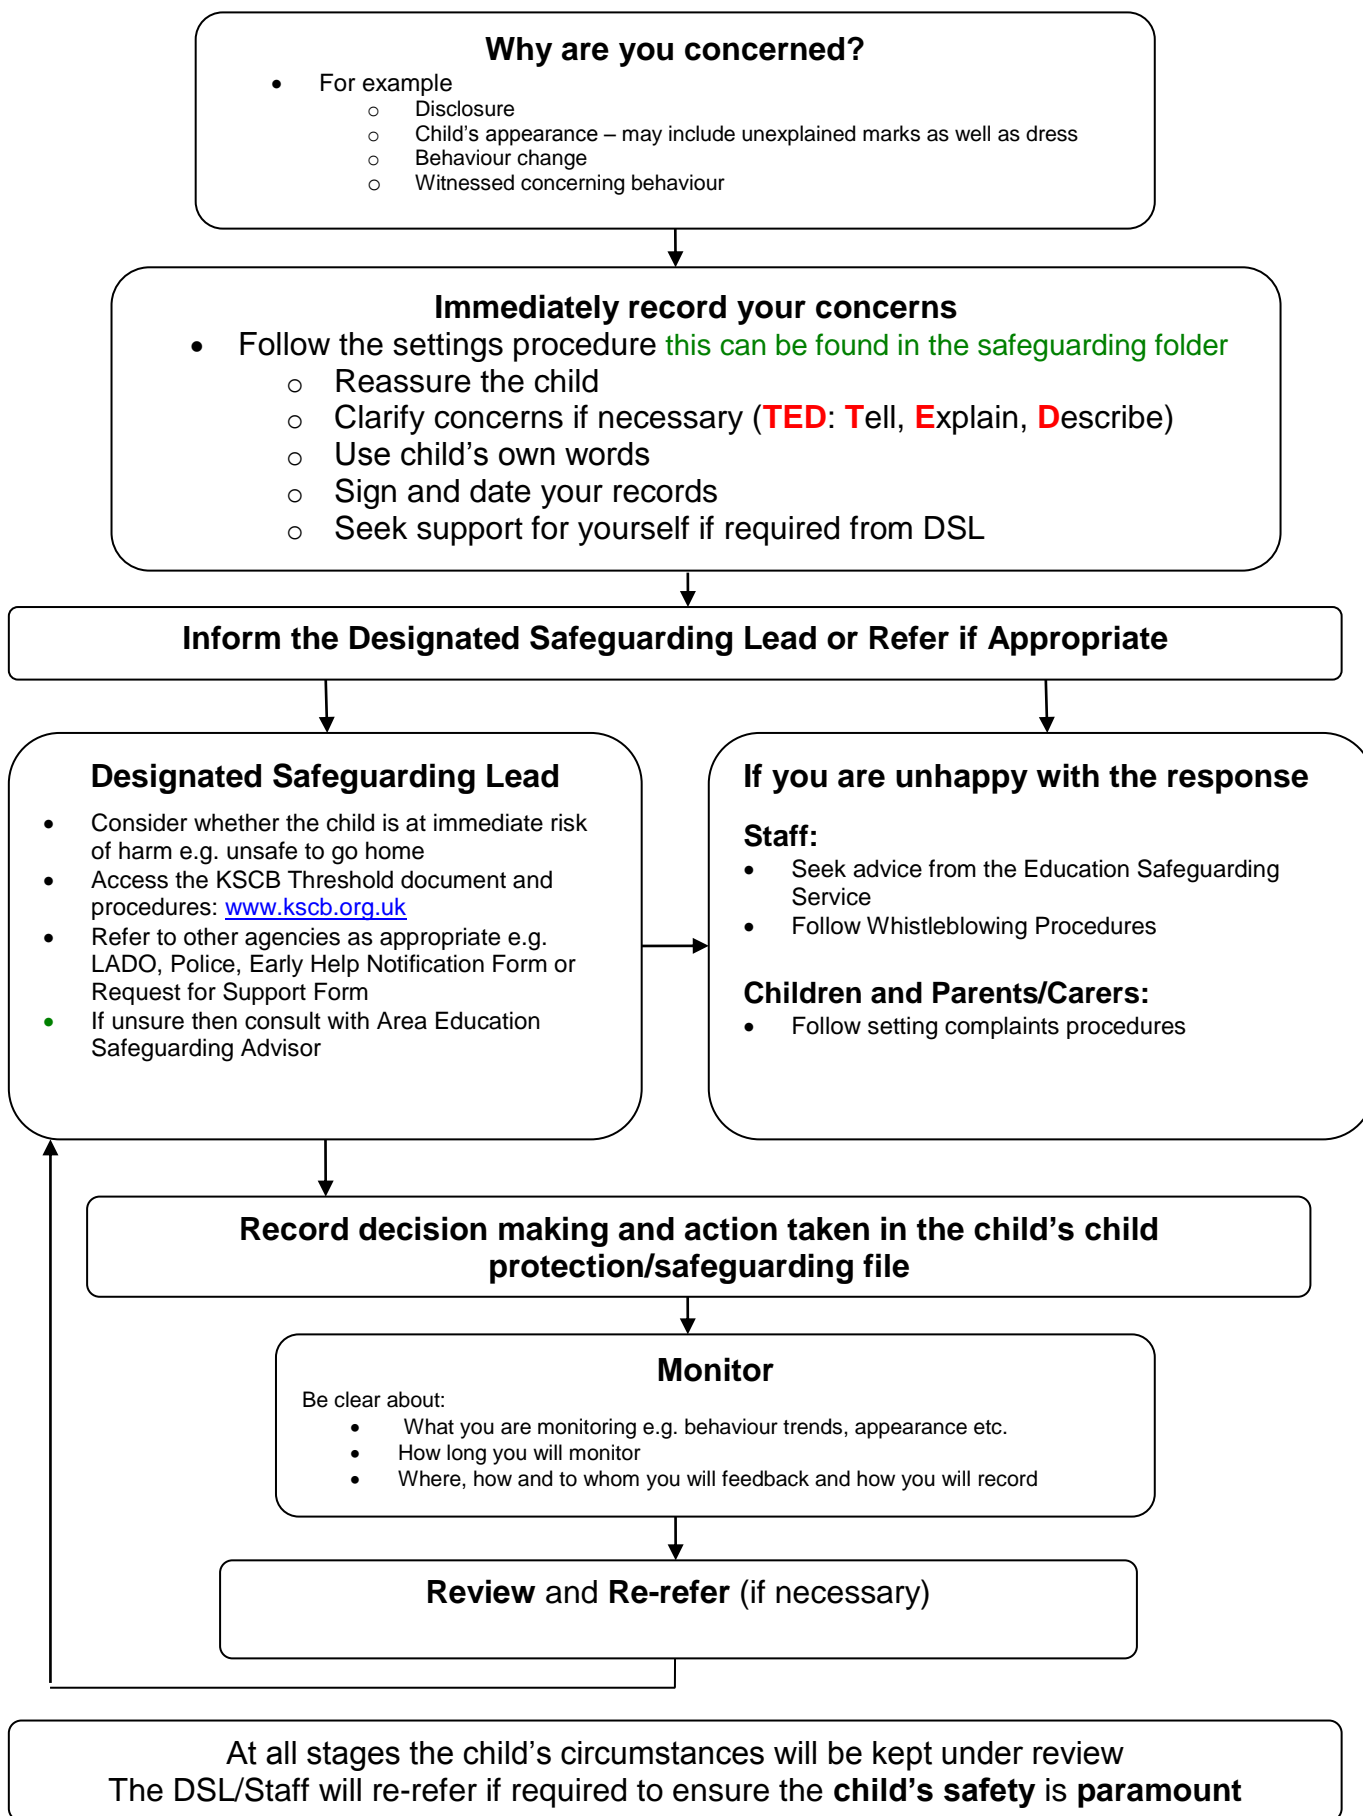 Why are you concerned?
• For example
o Disclosure
o Child’s appearance – may include unexplained marks as well as dress
o Behaviour change
o Witnessed concerning behaviour
Immediately record your concerns
• Follow the settings procedure this can be found in the safeguarding folder
o Reassure the child
o Clarify concerns if necessary (TED: Tell, Explain, Describe)
o Use child’s own words
o Sign and date your records
o Seek support for yourself if required from DSL
Inform the Designated Safeguarding Lead or Refer if Appropriate
Designated Safeguarding Lead
• Consider whether the child is at immediate risk
of harm e.g. unsafe to go home
• Access the KSCB Threshold document and
procedures: www.kscb.org.uk
• Refer to other agencies as appropriate e.g.
LADO, Police, Early Help Notification Form or
Request for Support Form
• If unsure then consult with Area Education
Safeguarding Advisor
If you are unhappy with the response
Staff:
• Seek advice from the Education Safeguarding
Service
• Follow Whistleblowing Procedures
Children and Parents/Carers:
• Follow setting complaints procedures
Record decision making and action taken in the child’s child
protection/safeguarding file
Monitor
Be clear about:
• What you are monitoring e.g. behaviour trends, appearance etc.
• How long you will monitor
• Where, how and to whom you will feedback and how you will record
Review and Re-refer (if necessary)
At all stages the child’s circumstances will be kept under review
The DSL/Staff will re-refer if required to ensure the child’s safety is paramount